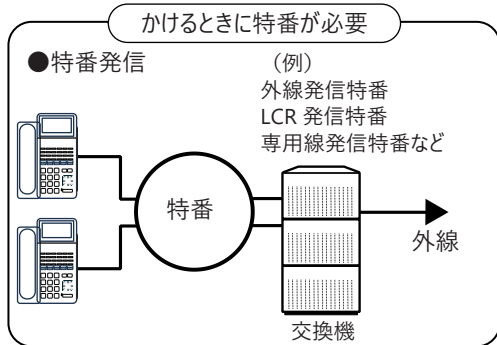 かけるときに特番が必要
●特番発信
（例）
外線発信特番
LCR 発信特番
専用線発信特番など
特番
外線
交換機